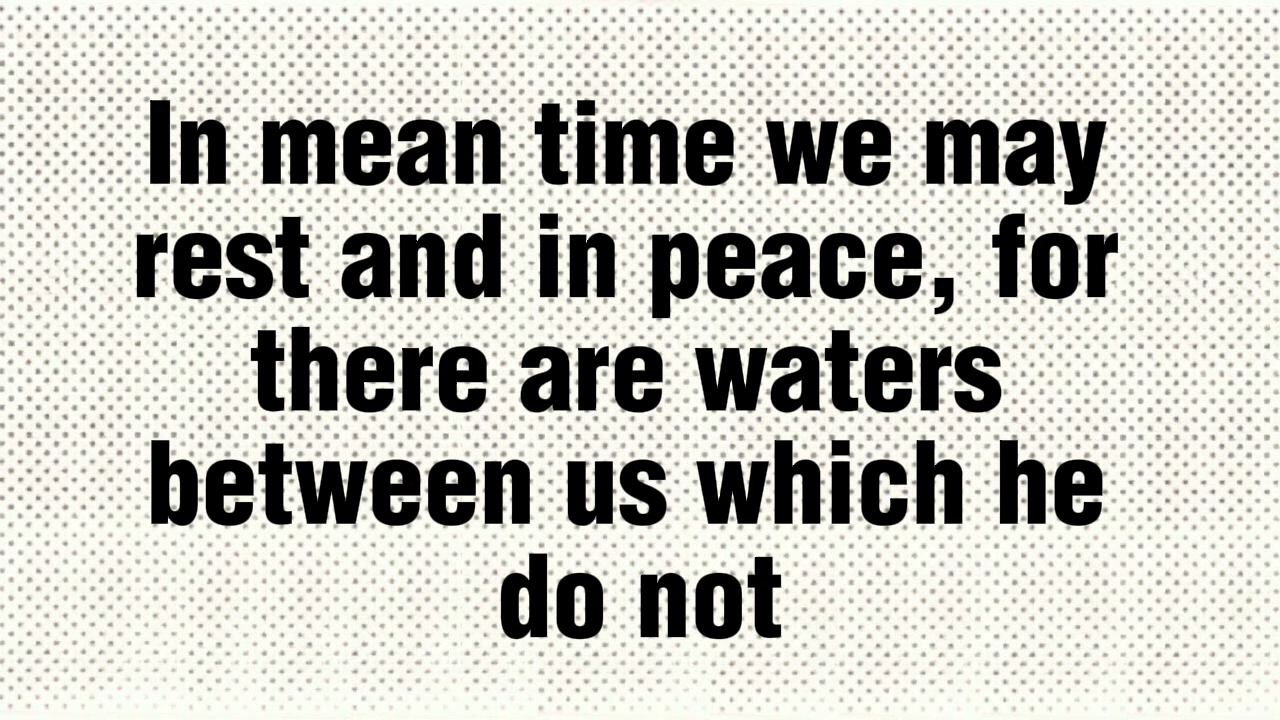 In mean time we may
rest and in peace, for
there are waters
between us which he
do not